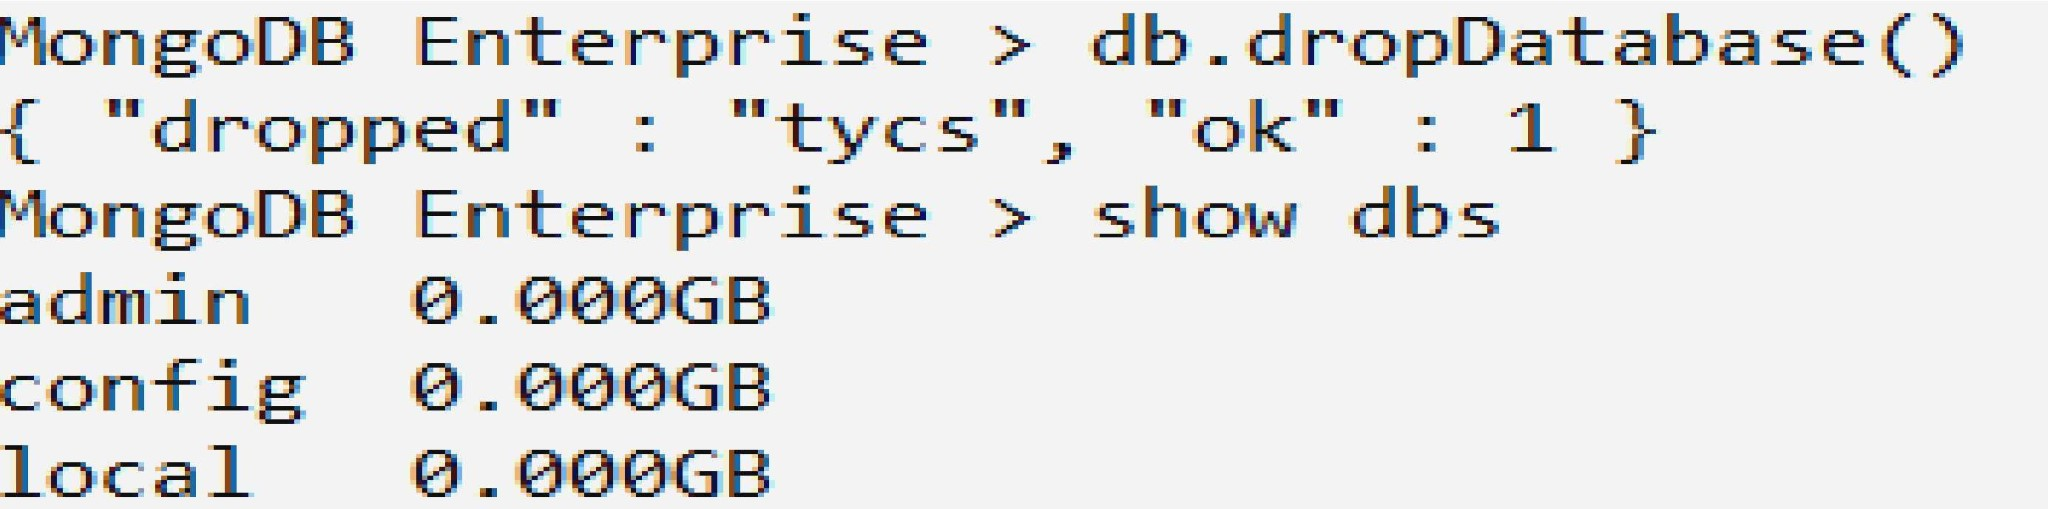 MongoDB Enterprise > db.dropDatabase()
{ "dropped" : "tycs", "ok" : 1 }
MongoDB Enterprise > show dbs
admin   0.000GB
config  0.000GB
local   0.000GB